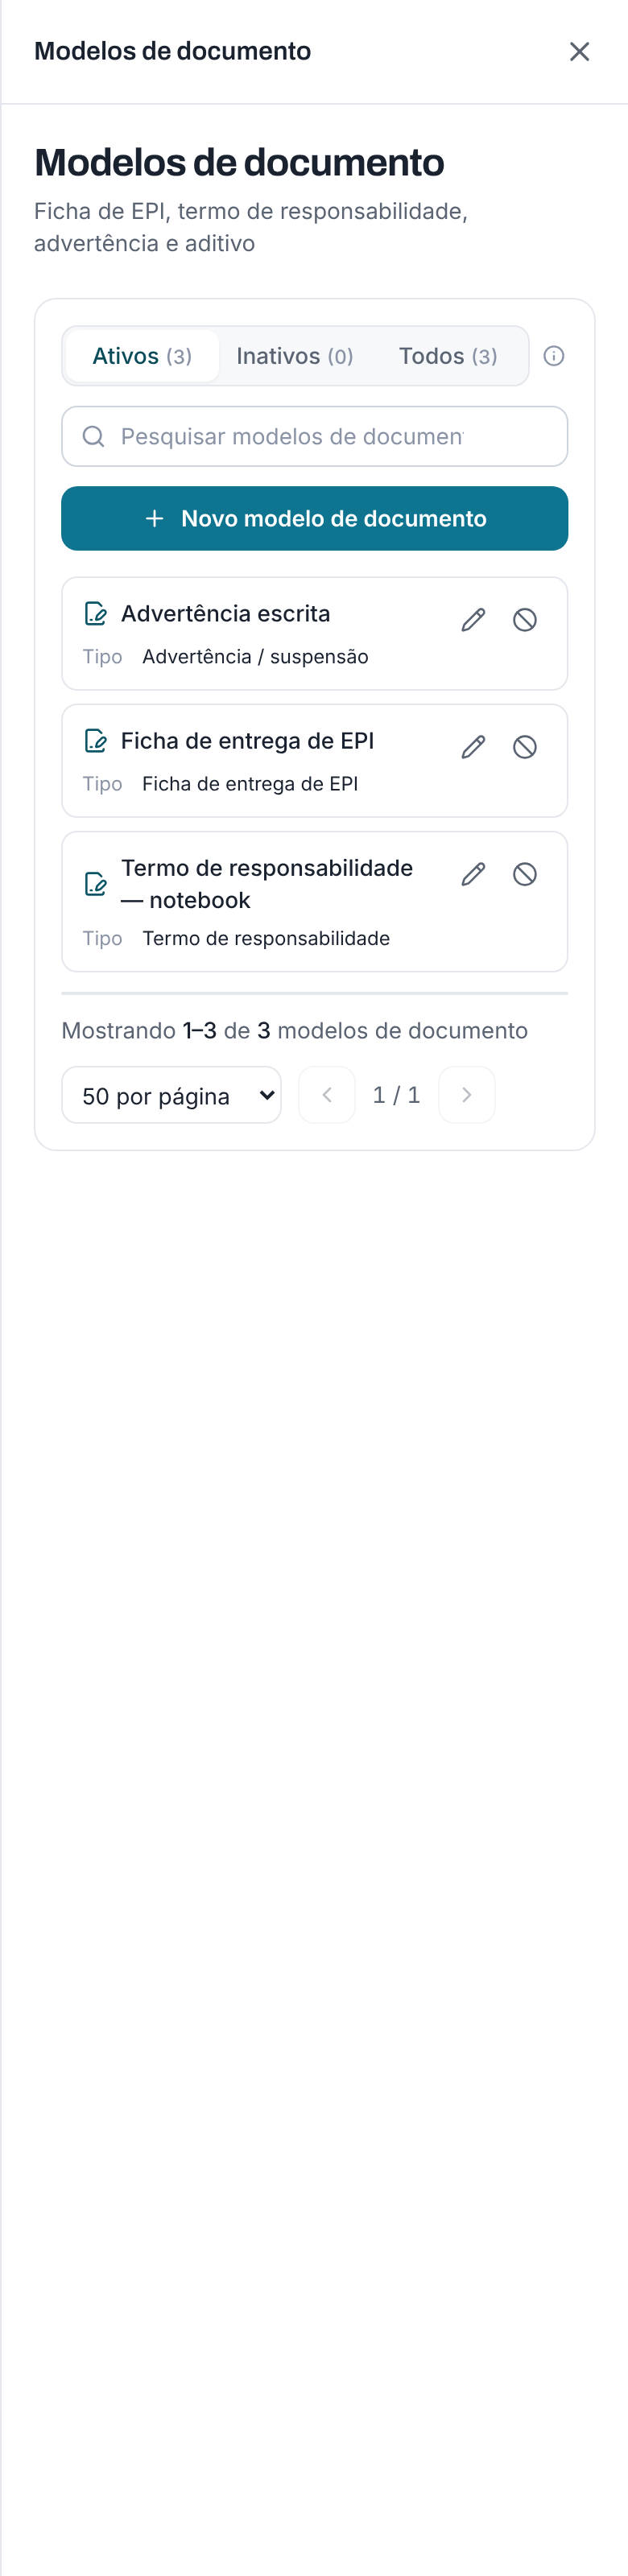 Modelos de documento
Modelos de documento
Ficha de EPI, termo de responsabilidade,
advertência e aditivo
Ativos (3) Inativos (0) Todos (3)
Pesquisar modelos de documen
Novo modelo de documento
Advertência escrita
Tipo Advertência / suspensão
Ficha de entrega de EPI
Tipo Ficha de entrega de EPI
Termo de responsabilidade
— notebook
Tipo Termo de responsabilidade
Mostrando 1–3 de 3 modelos de documento
50 por página 1 / 1